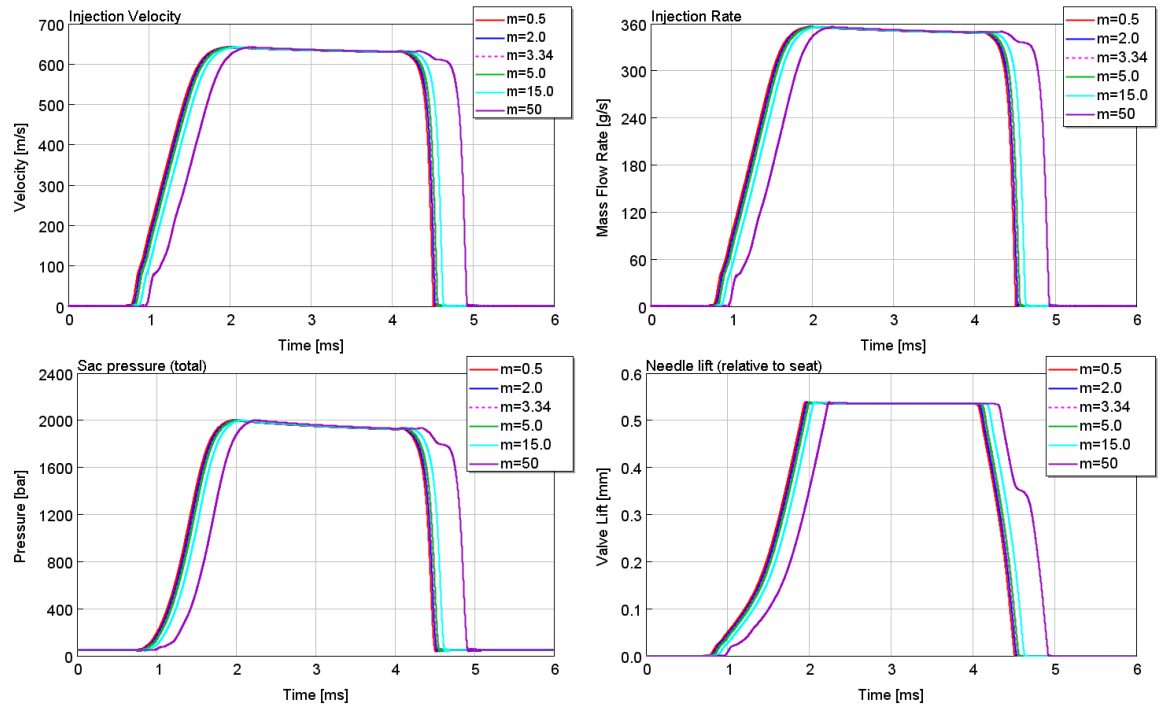 Injection Velocity
700
600
500
400
300
200
100
0
Velocity [m/s]
0 1 2 3 4 5 6
Time [ms]
m=0.5
m=2.0
m=3.34
m=5.0
m=15.0
m=50
Injection Rate
360
300
240
180
120
60
0
Mass Flow Rate [g/s]
0 1 2 3 4 5 6
Time [ms]
m=0.5
m=2.0
m=3.34
m=5.0
m=15.0
m=50
Sac pressure (total)
2400
2000
1600
1200
800
400
0
Pressure [bar]
0 1 2 3 4 5 6
Time [ms]
m=0.5
m=2.0
m=3.34
m=5.0
m=15.0
m=50
Needle lift (relative to seat)
0.6
0.5
0.4
0.3
0.2
0.1
0.0
Valve Lift [mm]
0 1 2 3 4 5 6
Time [ms]
m=0.5
m=2.0
m=3.34
m=5.0
m=15.0
m=50